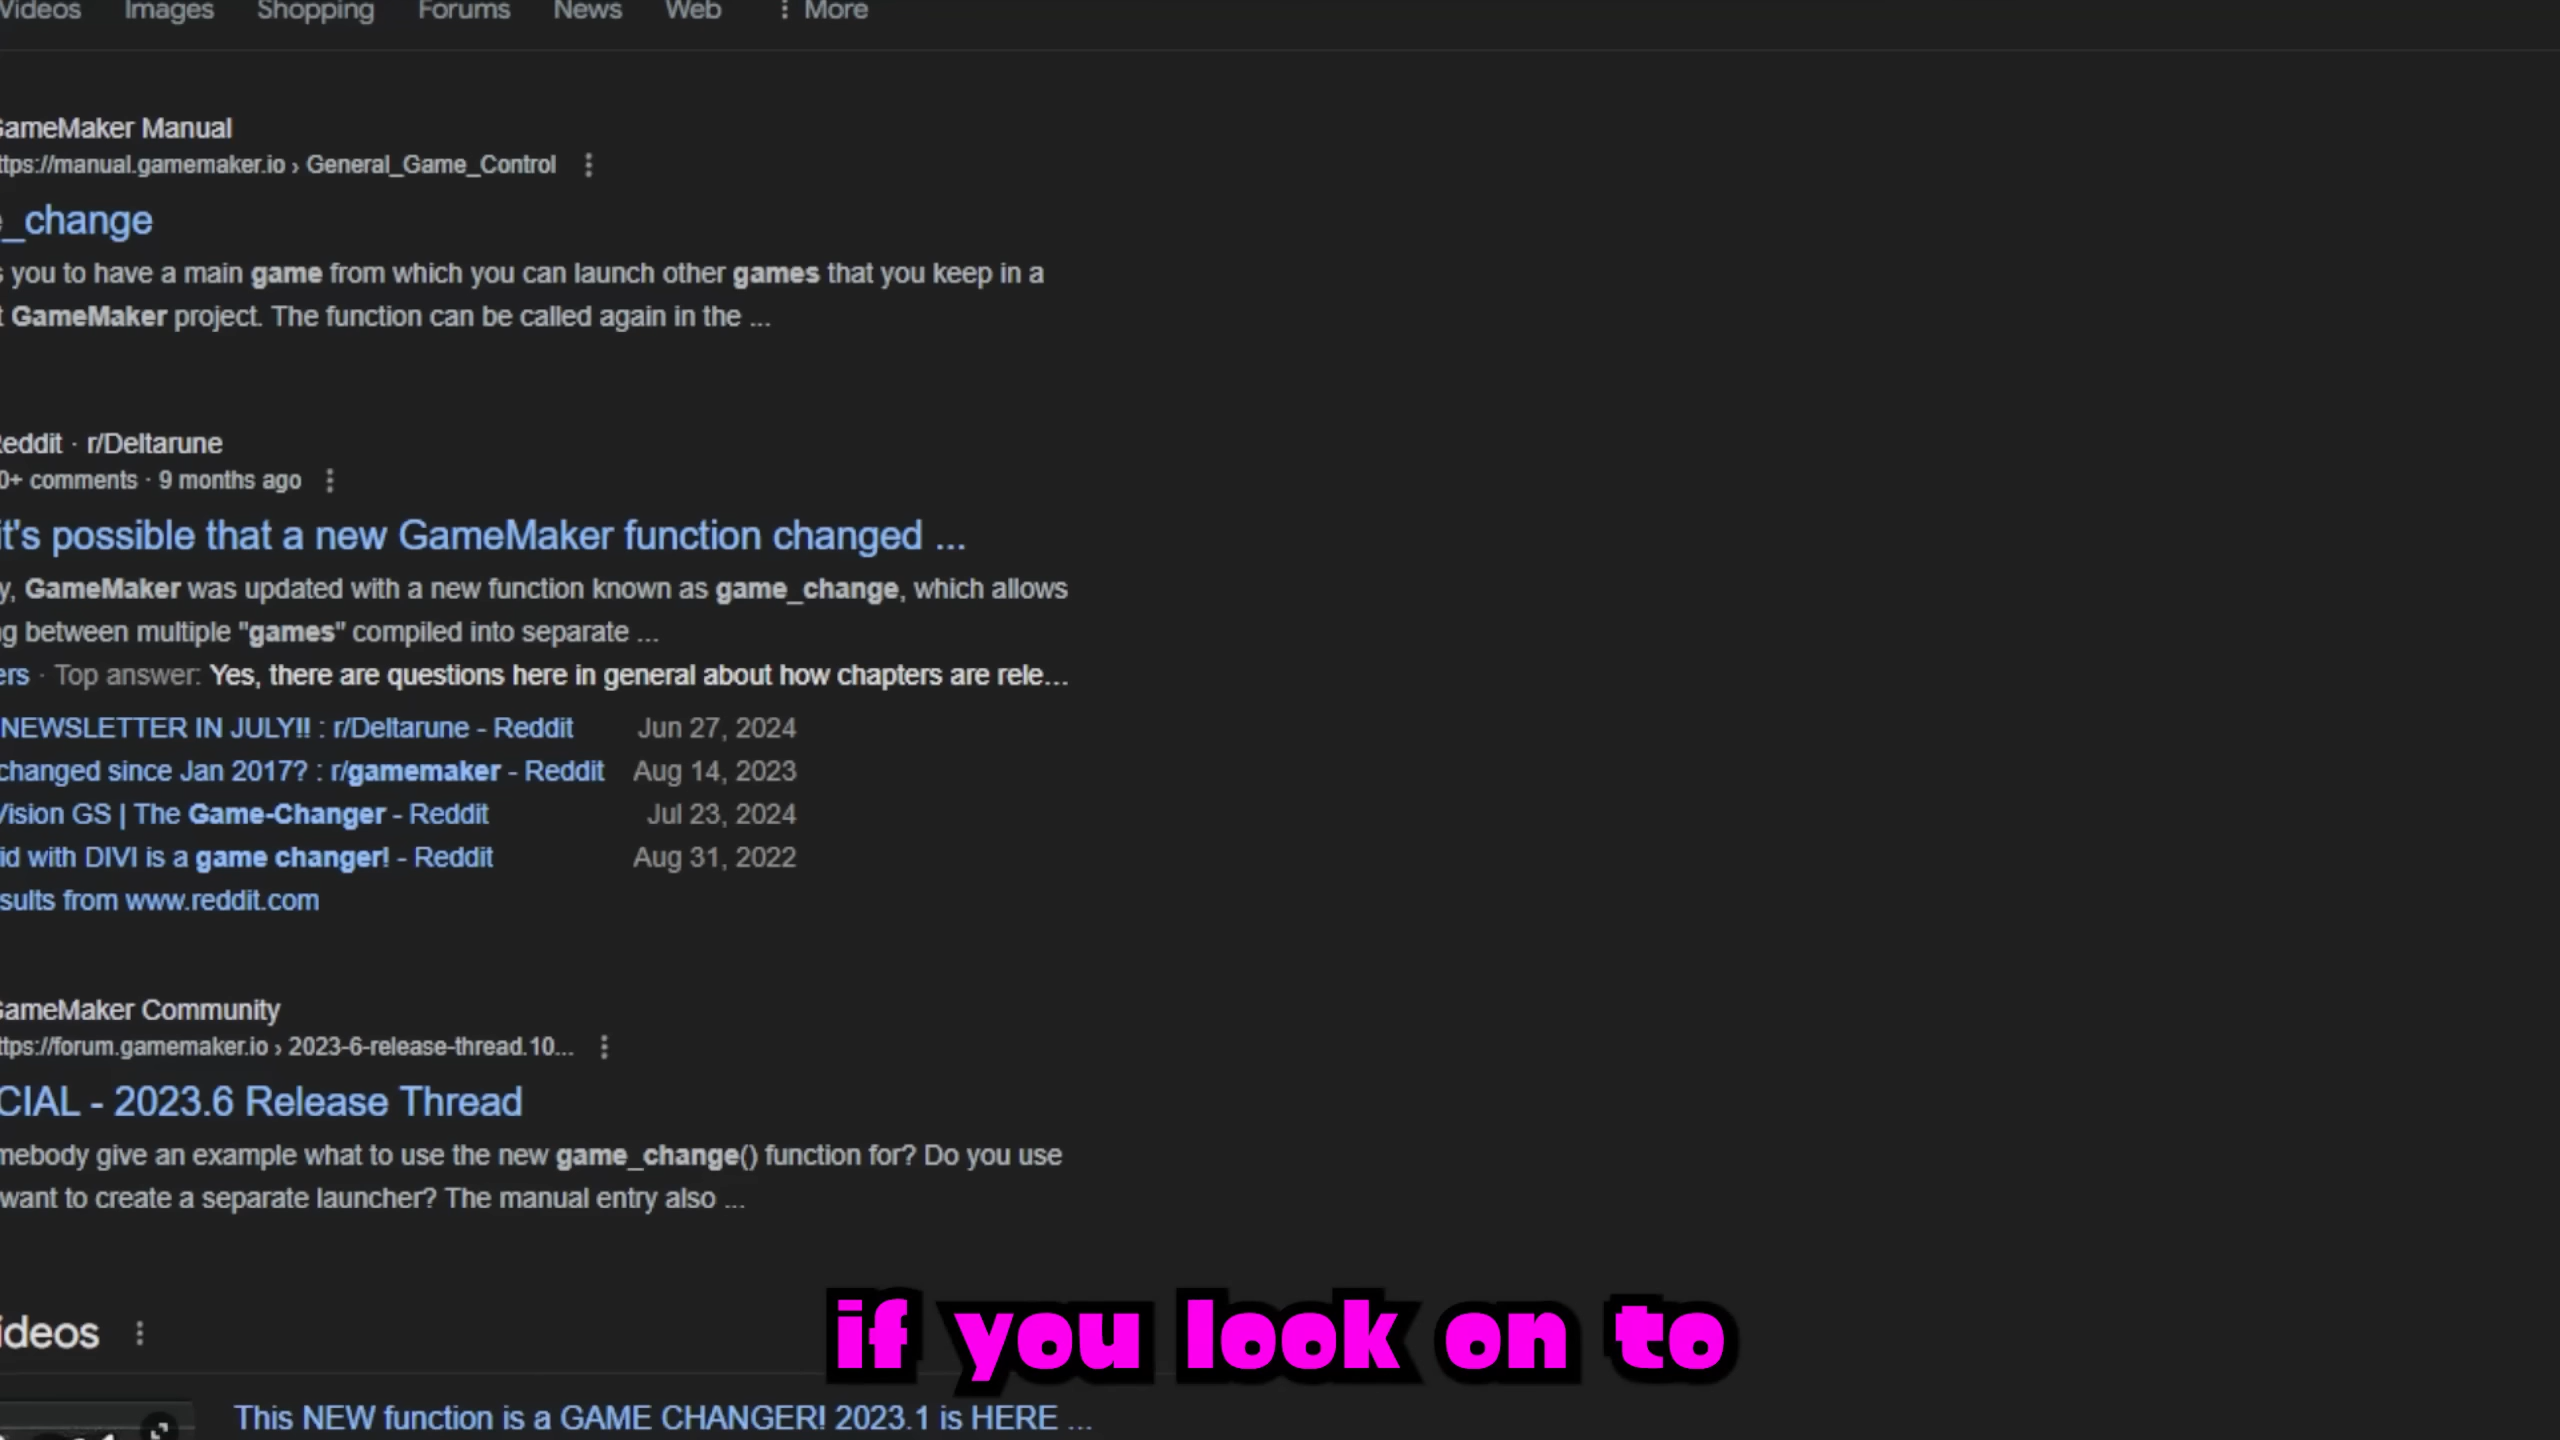 Videos Images Shopping Forums News Web More
GameMaker Manual
ttps://manual.gamemaker.io › General_Game_Control
e_change
s you to have a main game from which you can launch other games that you keep in a
t GameMaker project. The function can be called again in the ...
Reddit · r/Deltarune
0+ comments · 9 months ago
it's possible that a new GameMaker function changed ...
y, GameMaker was updated with a new function known as game_change, which allows
ng between multiple "games" compiled into separate ...
ers · Top answer: Yes, there are questions here in general about how chapters are rele...
NEWSLETTER IN JULY!! : r/Deltarune - Reddit Jun 27, 2024
changed since Jan 2017? : r/gamemaker - Reddit Aug 14, 2023
Vision GS | The Game-Changer - Reddit Jul 23, 2024
id with DIVI is a game changer! - Reddit Aug 31, 2022
sults from www.reddit.com
GameMaker Community
ttps://forum.gamemaker.io › 2023-6-release-thread.10...
CIAL - 2023.6 Release Thread
mebody give an example what to use the new game_change() function for? Do you use
want to create a separate launcher? The manual entry also ...
ideos
if you look on to
This NEW function is a GAME CHANGER! 2023.1 is HERE ...